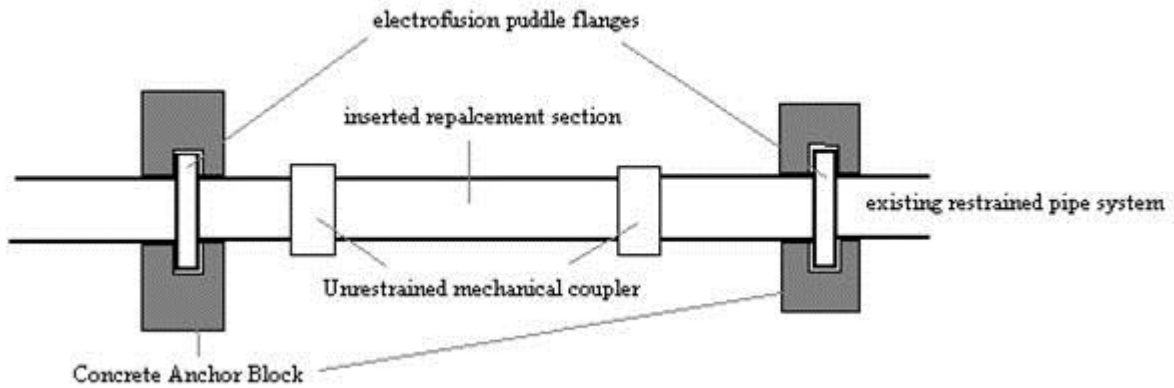 electrofusion puddle flanges
inserted repalcement section
existing restrained pipe system
Unrestrained mechanical coupler
Concrete Anchor Block